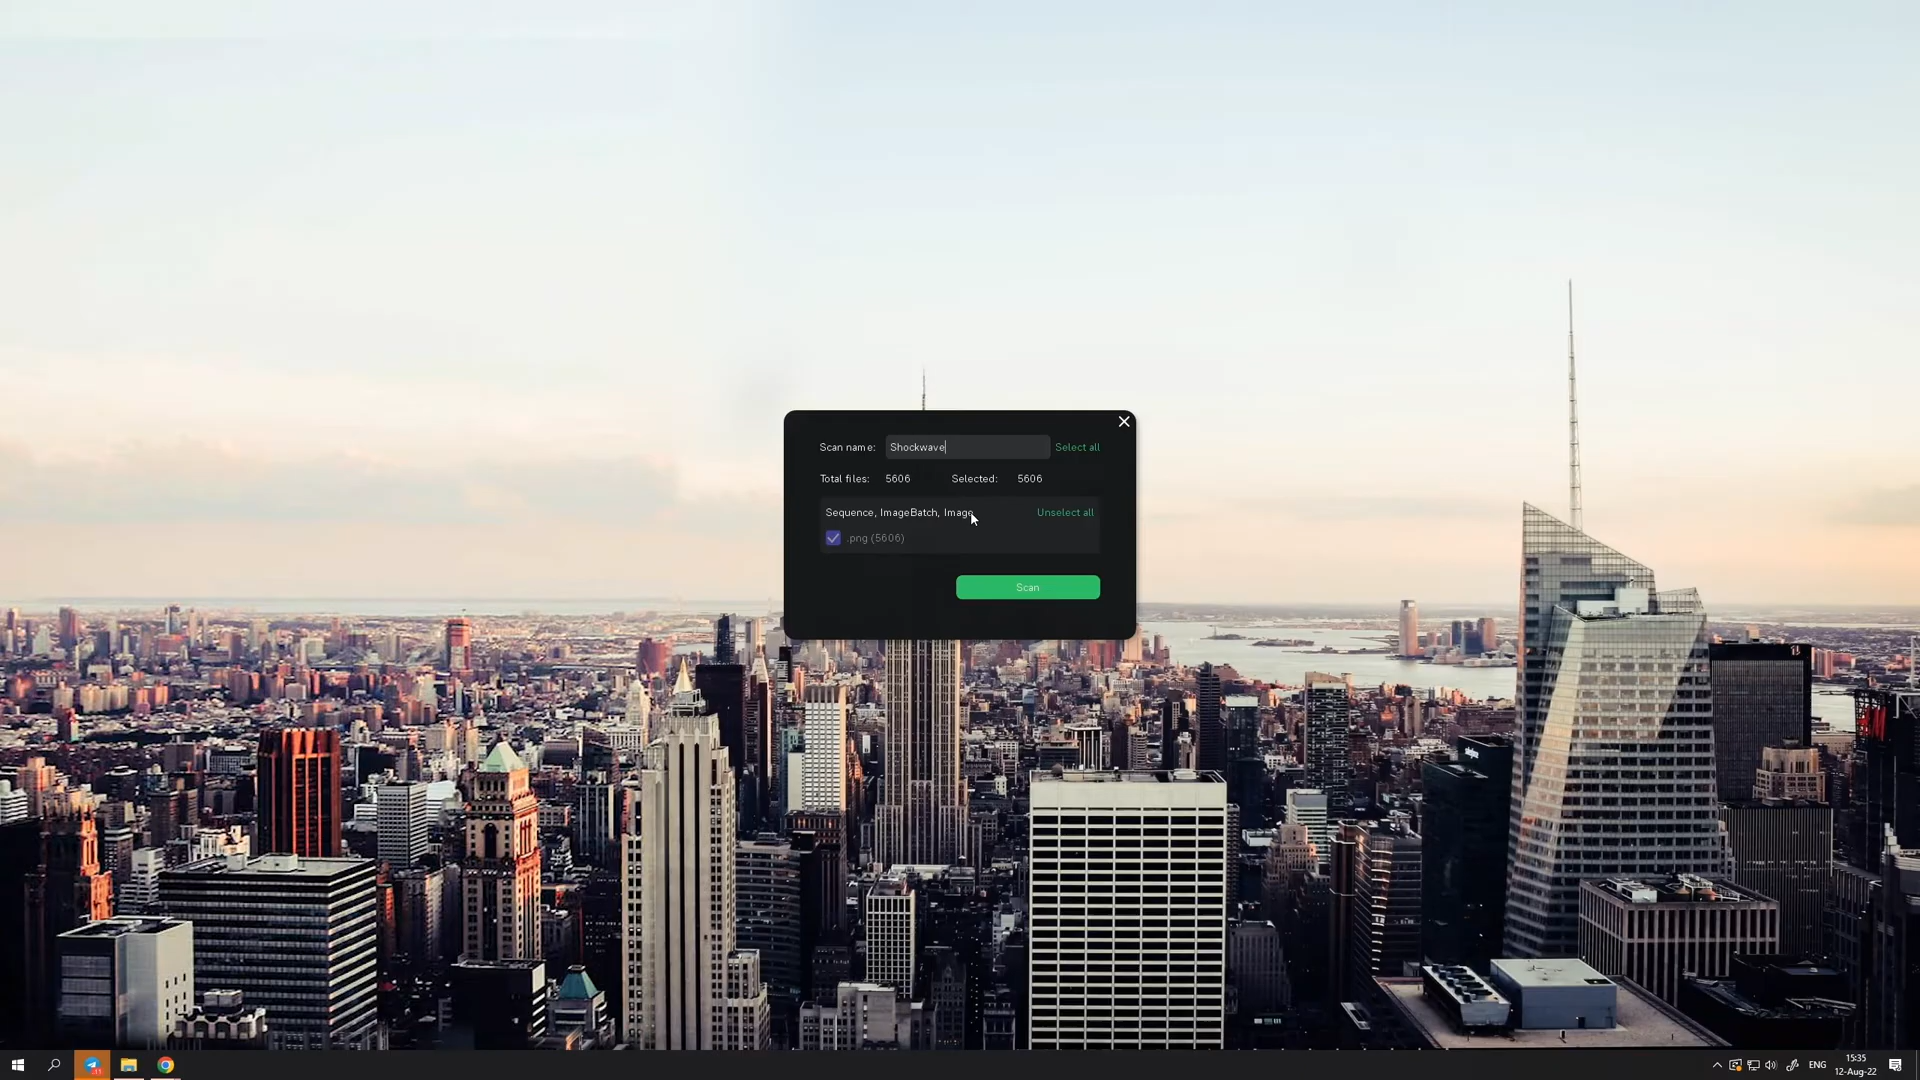 Scan name: Shockwave Select all
Total files: 5606 Selected: 5606
Sequence, ImageBatch, Image Unselect all
.png (5606)
Scan
ENG
15:35
12-Aug-22